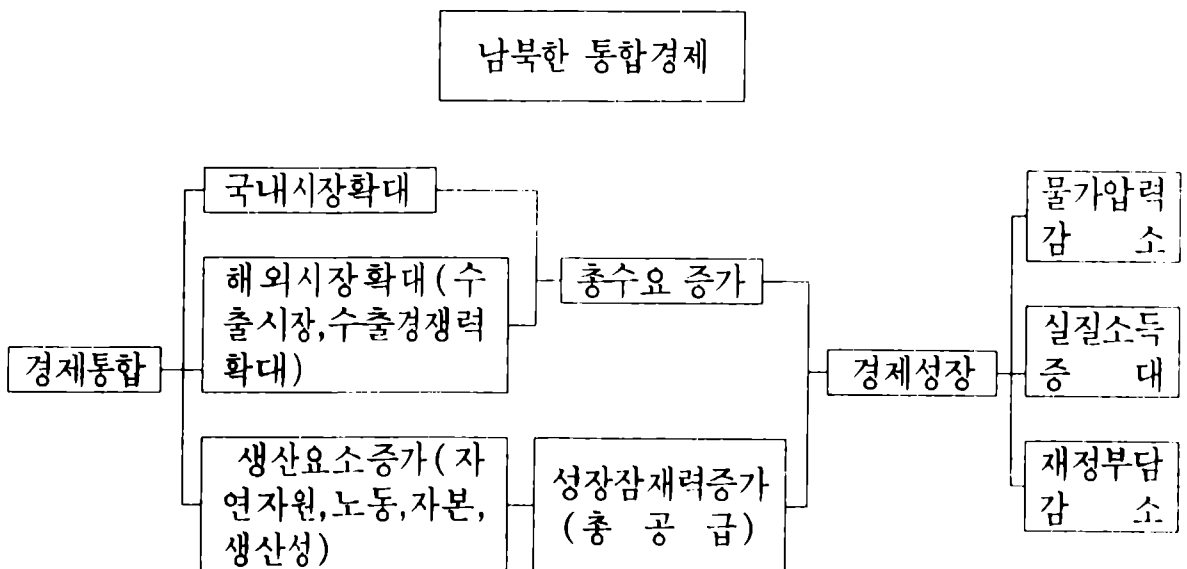 남북한 통합경제
국내시장확대
해외시장확대(수
출시장,수출경쟁력
확대)
총수요 증가
경제통합
생산요소증가(자
연자원,노동,자본,
생산성)
성장잠재력증가
(총 공 급)
경제성장
물가압력
감 소
실질소득
증 대
재정부담
감 소